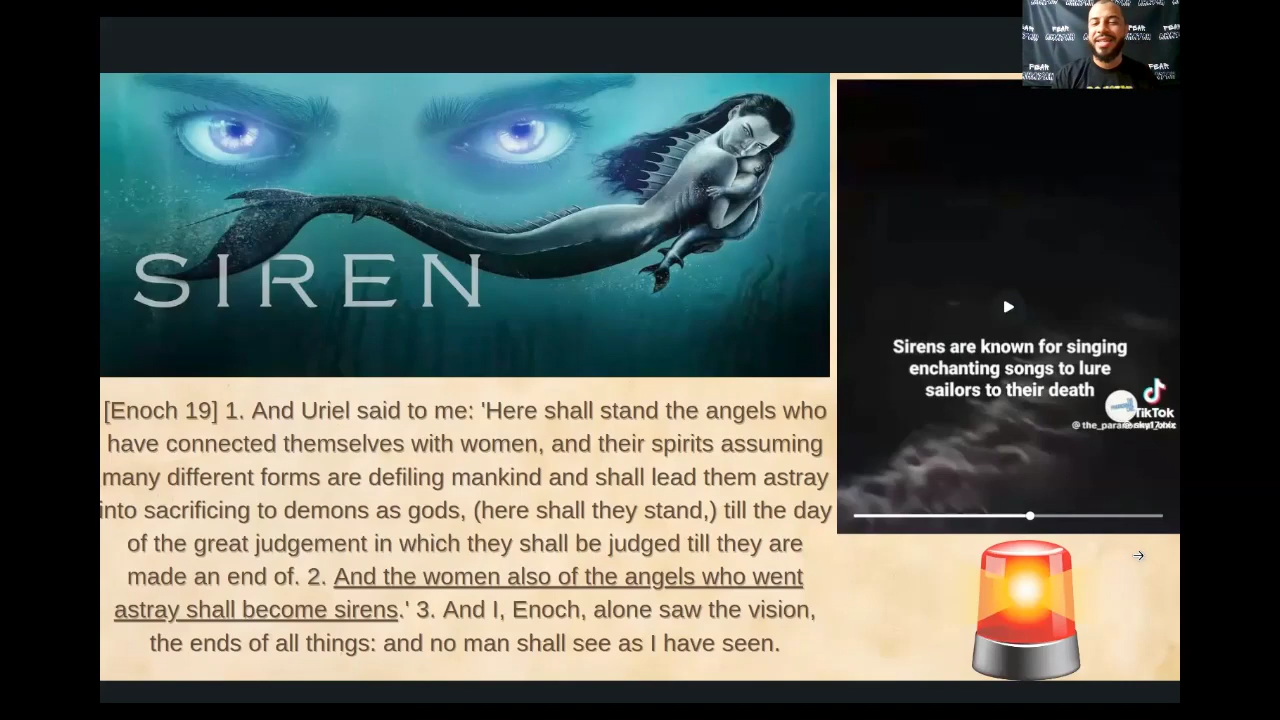 FEAR
FEAR
FEAR
SIREN
Sirens are known for singing
enchanting songs to lure
sailors to their death
TikTok
[Enoch 19] 1. And Uriel said to me: 'Here shall stand the angels who
have connected themselves with women, and their spirits assuming
many different forms are defiling mankind and shall lead them astray
into sacrificing to demons as gods, (here shall they stand,) till the day
of the great judgement in which they shall be judged till they are
made an end of. 2. And the women also of the angels who went
astray shall become sirens.' 3. And I, Enoch, alone saw the vision,
the ends of all things: and no man shall see as I have seen.